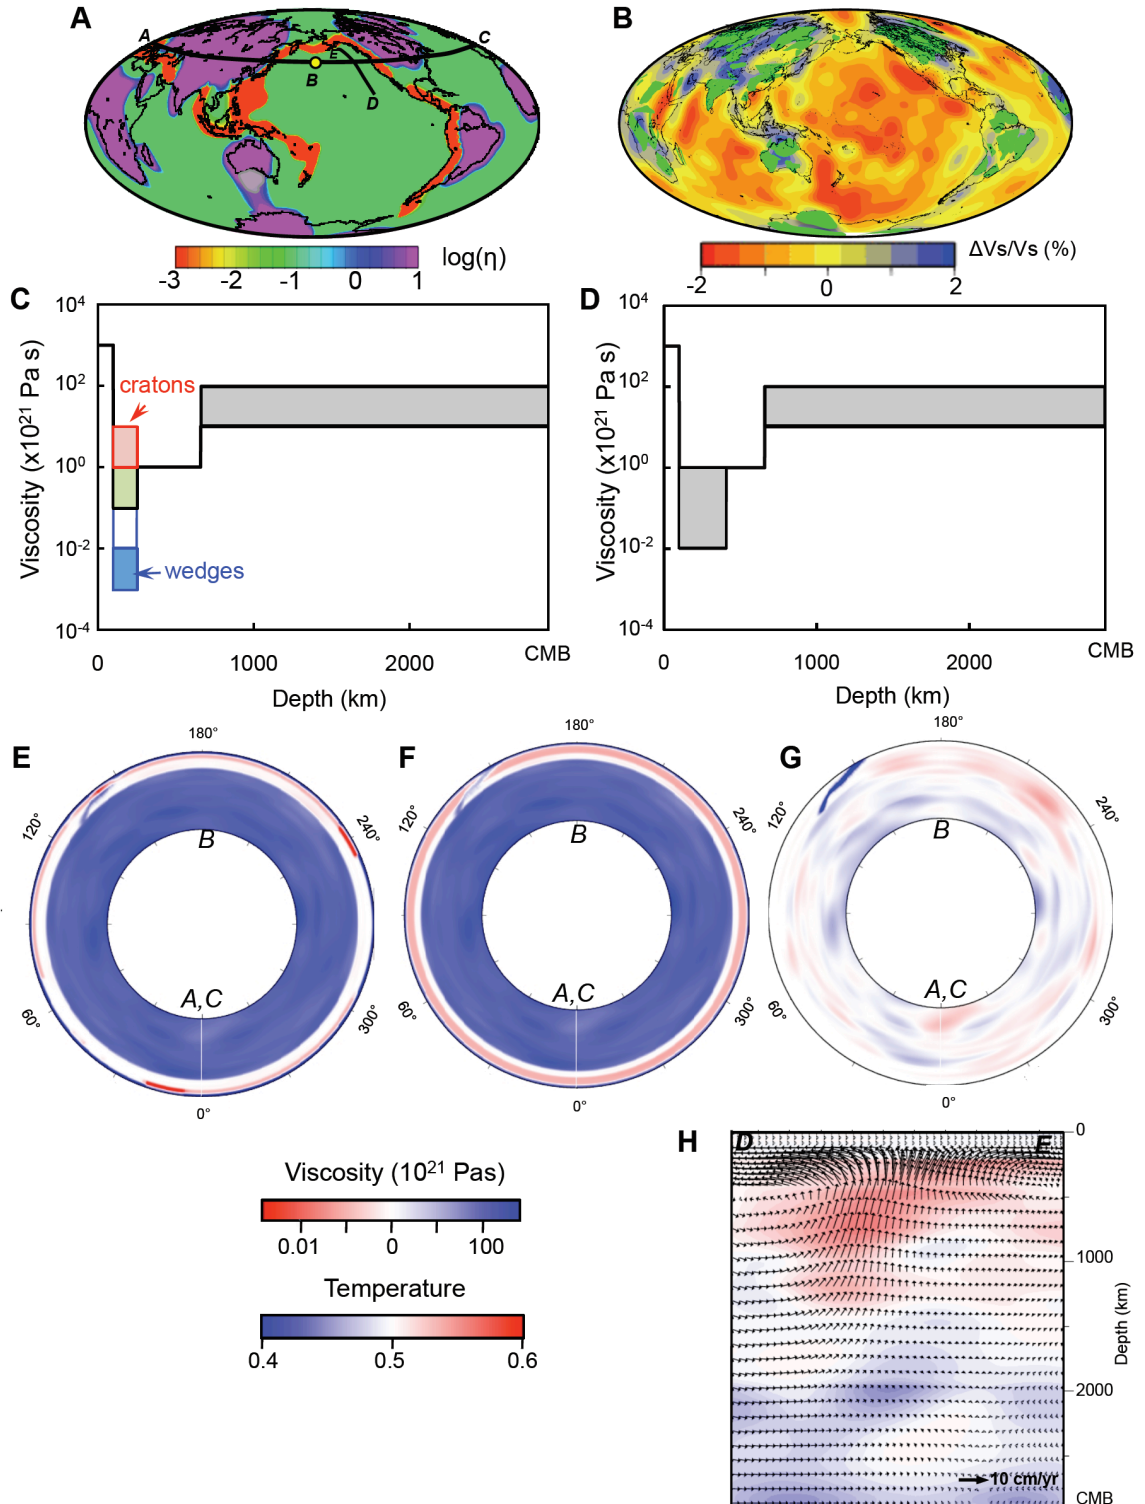 A
B
A
C
E
B
D
-3 -2 -1 0 1
log(η)
-2 0 2
ΔVs/Vs (%)
C
D
Viscosity (x10²¹ Pa s)
10⁴
10²
10⁰
10⁻²
10⁻⁴
cratons
wedges
0 1000 2000 CMB
Depth (km)
Viscosity (x10²¹ Pa s)
10⁴
10²
10⁰
10⁻²
10⁻⁴
0 1000 2000 CMB
Depth (km)
E
180°
120°
240°
B
A,C
60°
300°
0°
F
120°
240°
B
A,C
60°
300°
0°
G
180°
120°
240°
B
A,C
60°
300°
0°
Viscosity (10²¹ Pas)
0.01 0 100
Temperature
0.4 0.5 0.6
H
D
E
0
1000
2000
CMB
Depth (km)
10 cm/yr